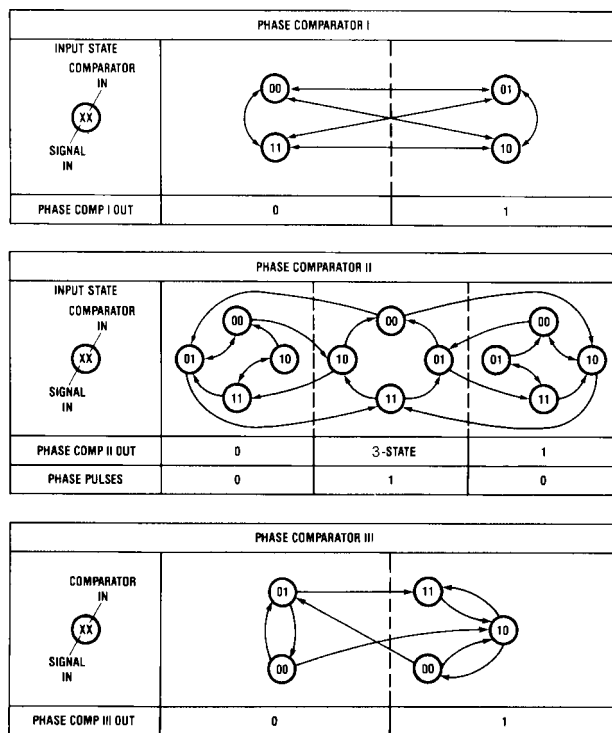 PHASE COMPARATOR I
INPUT STATE
COMPARATOR
IN
XX
SIGNAL
IN
00
01
11
10
PHASE COMP I OUT
0
1
PHASE COMPARATOR II
INPUT STATE
COMPARATOR
IN
XX
SIGNAL
IN
00
00
00
01
10
10
01
01
10
11
11
11
PHASE COMP II OUT
0
3-STATE
1
PHASE PULSES
0
1
0
PHASE COMPARATOR III
COMPARATOR
IN
XX
SIGNAL
IN
01
11
10
00
00
PHASE COMP III OUT
0
1